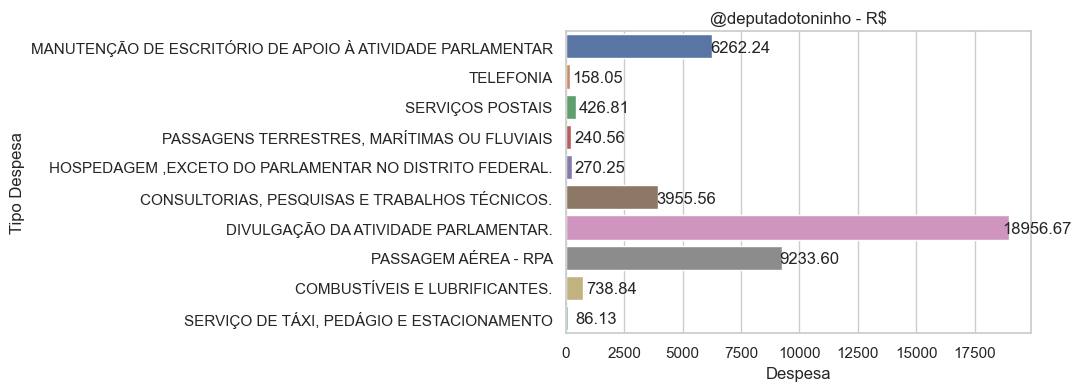 @deputadotoninho - R$
MANUTENÇÃO DE ESCRITÓRIO DE APOIO À ATIVIDADE PARLAMENTAR 6262.24
TELEFONIA 158.05
SERVIÇOS POSTAIS 426.81
PASSAGENS TERRESTRES, MARÍTIMAS OU FLUVIAIS 240.56
HOSPEDAGEM ,EXCETO DO PARLAMENTAR NO DISTRITO FEDERAL. 270.25
CONSULTORIAS, PESQUISAS E TRABALHOS TÉCNICOS. 3955.56
DIVULGAÇÃO DA ATIVIDADE PARLAMENTAR. 18956.67
PASSAGEM AÉREA - RPA 9233.60
COMBUSTÍVEIS E LUBRIFICANTES. 738.84
SERVIÇO DE TÁXI, PEDÁGIO E ESTACIONAMENTO 86.13
Tipo Despesa
0 2500 5000 7500 10000 12500 15000 17500
Despesa